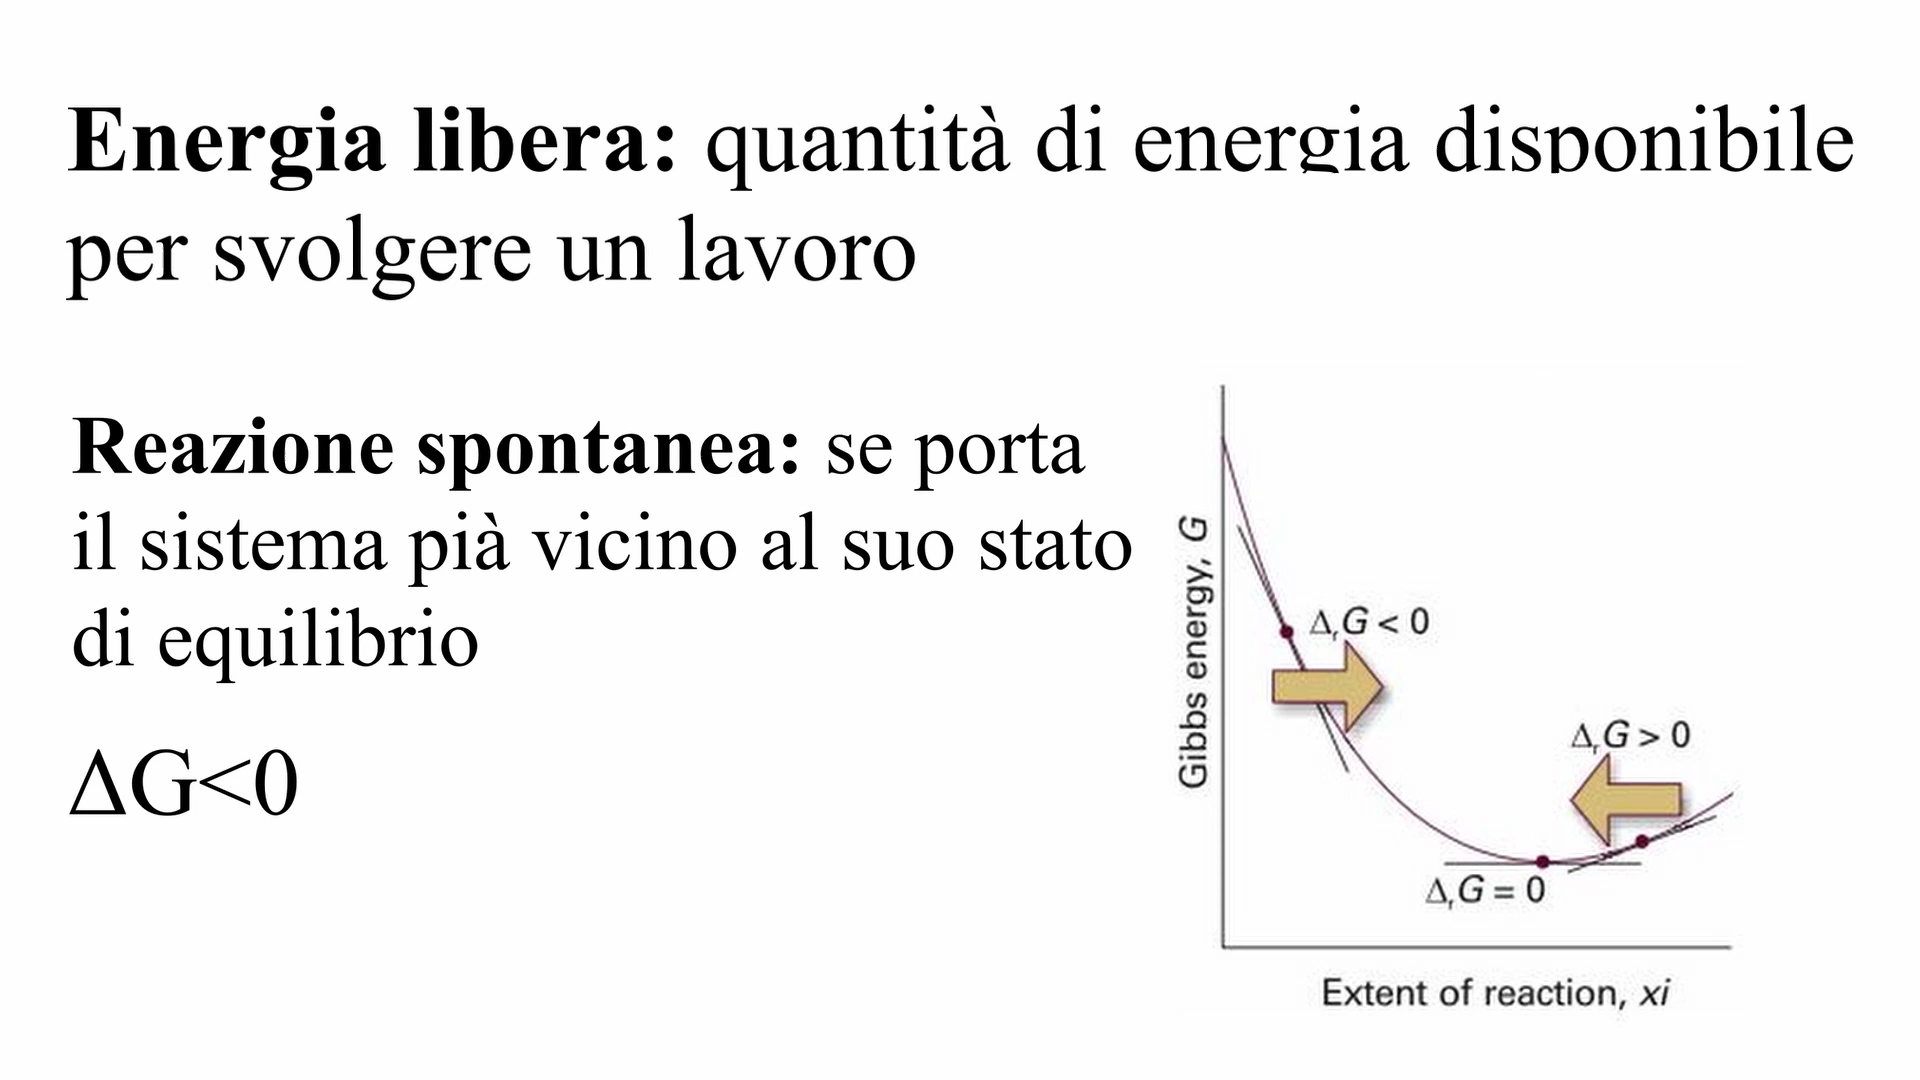 Energia libera: quantità di energia disponibile
per svolgere un lavoro
Reazione spontanea: se porta
il sistema pià vicino al suo stato
di equilibrio
ΔG<0
Gibbs energy, G
ΔrG < 0
ΔrG > 0
ΔrG = 0
Extent of reaction, xi